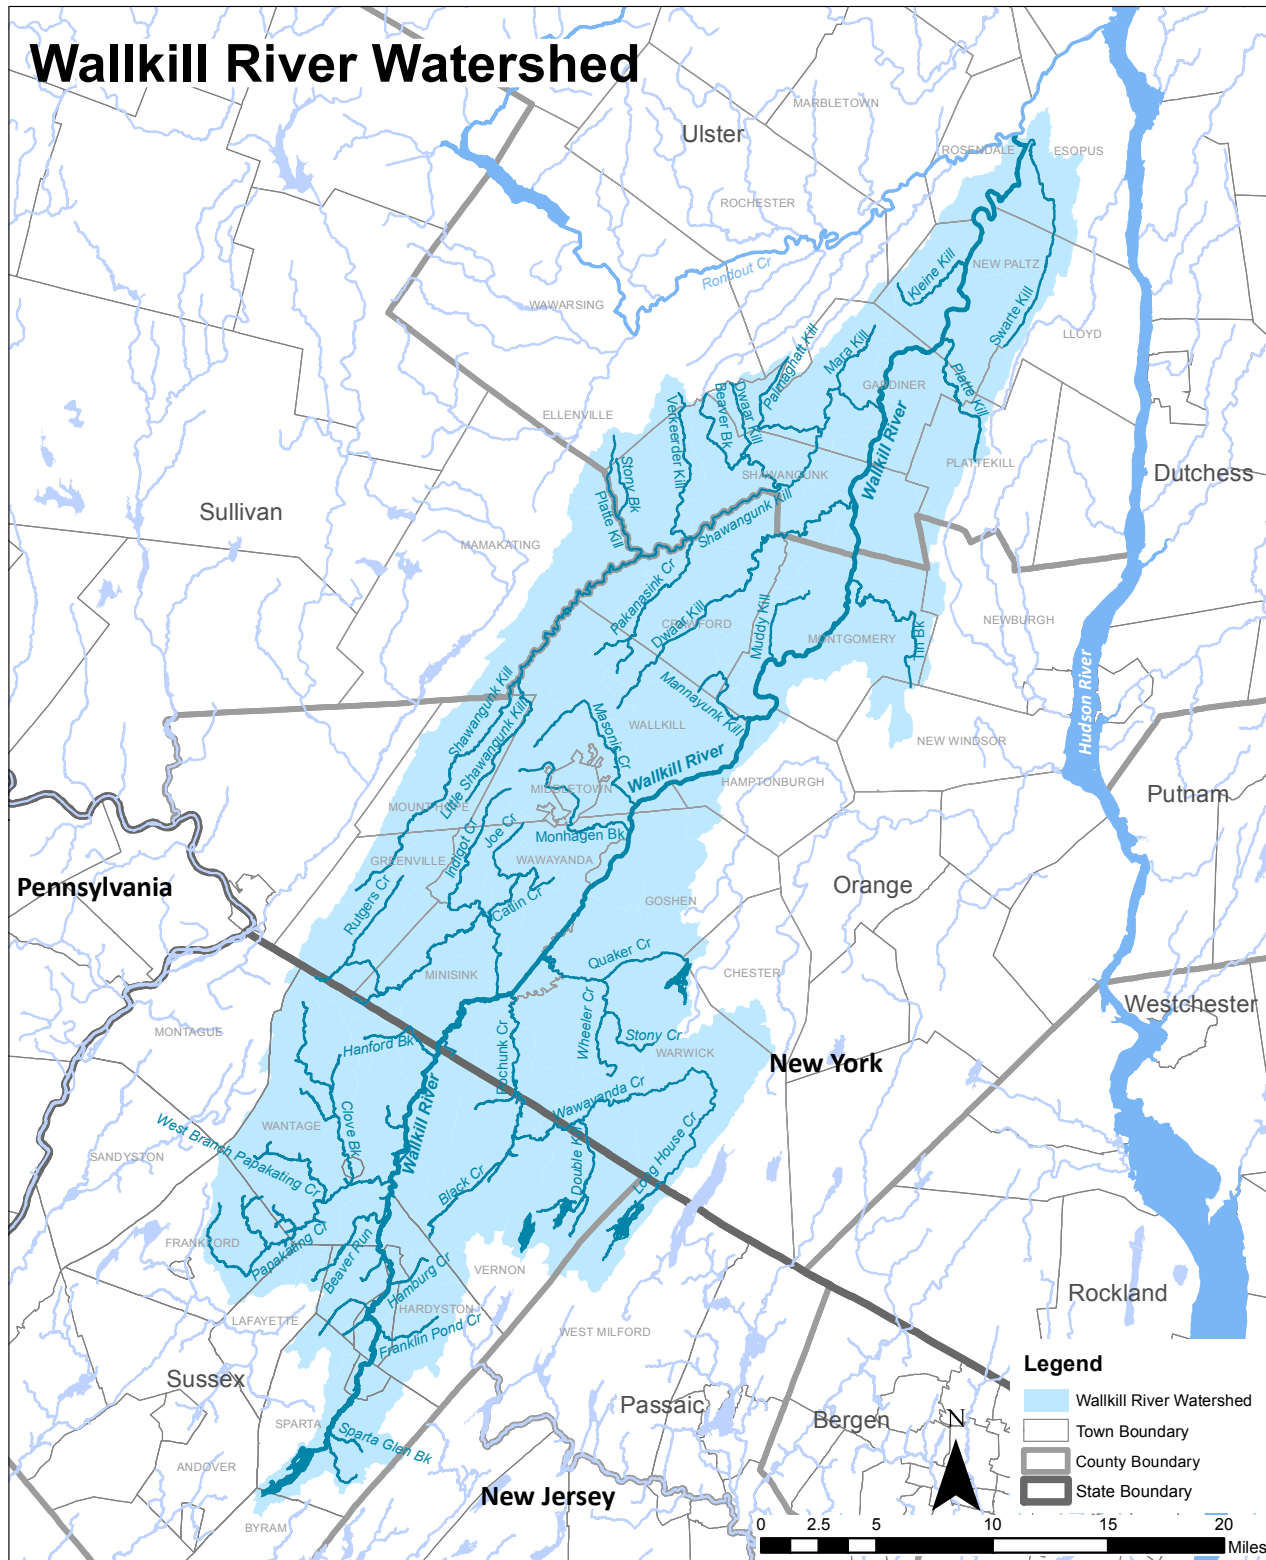 Wallkill River Watershed
MARBLETOWN
Ulster
ROSENDALE
ESOPUS
ROCHESTER
NEW PALTZ
Kleine Kill
Rondout Cr
WAWARSING
Swarte Kill
LLOYD
Palmaghatt Kill
Mara Kill
GARDINER
Platte Kill
Dwaar Kill
Beaver Bk
Verkeerder Kill
ELLENVILLE
Wallkill River
PLATTEKILL
Dutchess
SHAWANGUNK
Stony Bk
Platte Kill
Shawangunk Kill
Sullivan
MAMAKATING
Pakanasink Cr
Dwaar Kill
CRAWFORD
Muddy Kill
MONTGOMERY
Tin Bk
NEWBURGH
Hudson River
Shawangunk Kill
Little Shawangunk Kill
Mannayunk Kill
Masonic Cr
WALLKILL
NEW WINDSOR
Wallkill River
HAMPTONBURGH
MIDDLETOWN
Putnam
MOUNT HOPE
Indigot Cr
Joe Cr
Monhagen Bk
GREENVILLE
WAWAYANDA
Orange
Pennsylvania
Rutgers Cr
Catlin Cr
GOSHEN
Quaker Cr
MINISINK
CHESTER
Westchester
MONTAGUE
Hanford Bk
Pochunk Cr
Wheeler Cr
Stony Cr
WARWICK
New York
Wallkill River
Wawayanda Cr
WANTAGE
Clove Bk
West Branch Papakating Cr
SANDYSTON
Double Kill
Long House Cr
Black Cr
FRANKFORD
Papakating Cr
Beaver Run
Hamburg Cr
VERNON
HARDYSTON
Rockland
LAFAYETTE
Franklin Pond Cr
WEST MILFORD
Sussex
Passaic
Bergen
SPARTA
Sparta Glen Bk
ANDOVER
New Jersey
BYRAM
Legend
Wallkill River Watershed
Town Boundary
County Boundary
State Boundary
N
0 2.5 5 10 15 20
Miles